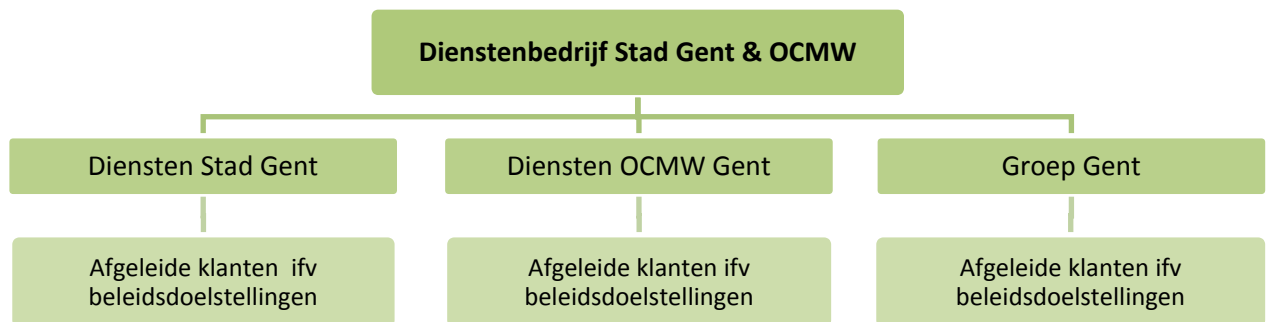 Dienstenbedrijf Stad Gent & OCMW
Diensten Stad Gent
Diensten OCMW Gent
Groep Gent
Afgeleide klanten ifv
beleidsdoelstellingen
Afgeleide klanten ifv
beleidsdoelstellingen
Afgeleide klanten ifv
beleidsdoelstellingen